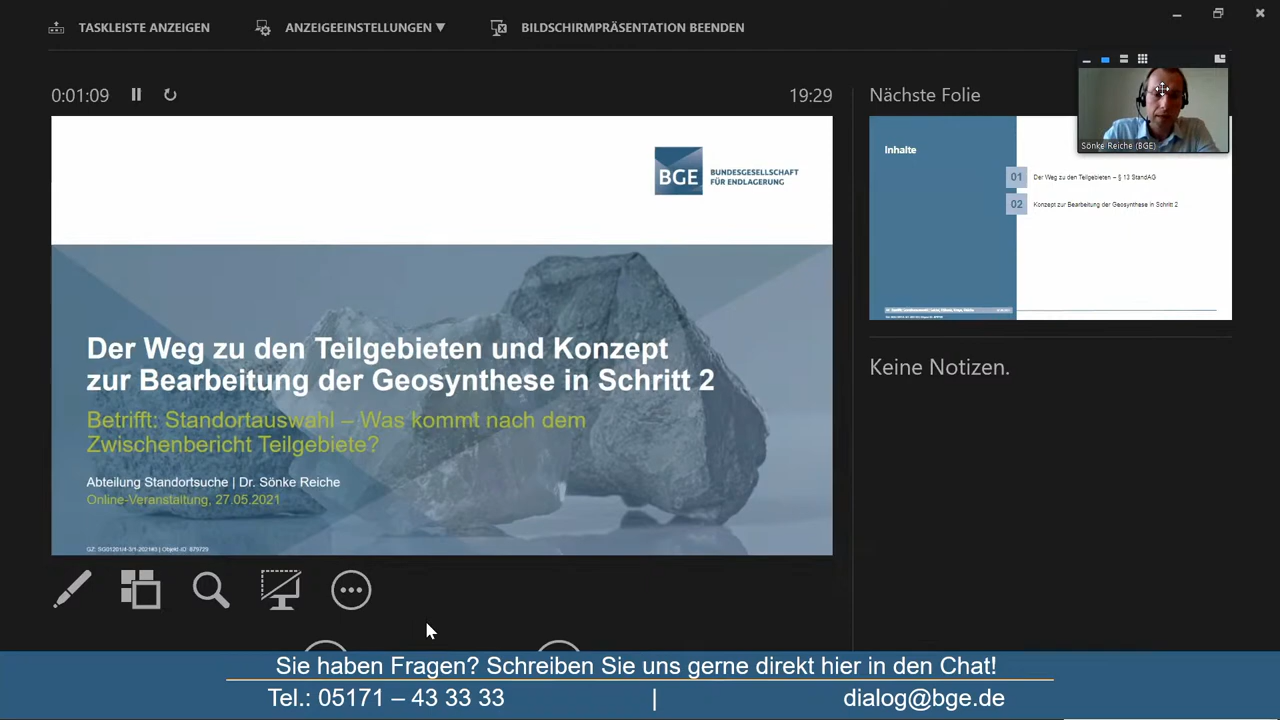 TASKLEISTE ANZEIGEN
ANZEIGEEINSTELLUNGEN ▼
BILDSCHIRMPRÄSENTATION BEENDEN
0:01:09
19:29
BGE
BUNDESGESELLSCHAFT
FÜR ENDLAGERUNG
Der Weg zu den Teilgebieten und Konzept
zur Bearbeitung der Geosynthese in Schritt 2
Betrifft: Standortauswahl – Was kommt nach dem
Zwischenbericht Teilgebiete?
Abteilung Standortsuche | Dr. Sönke Reiche
Online-Veranstaltung, 27.05.2021
Nächste Folie
Sönke Reiche (BGE)
Inhalte
01 Der Weg zu den Teilgebieten – § 13 StandAG
02 Konzept zur Bearbeitung der Geosynthese in Schritt 2
Keine Notizen.
Sie haben Fragen? Schreiben Sie uns gerne direkt hier in den Chat!
Tel.: 05171 – 43 33 33 | dialog@bge.de